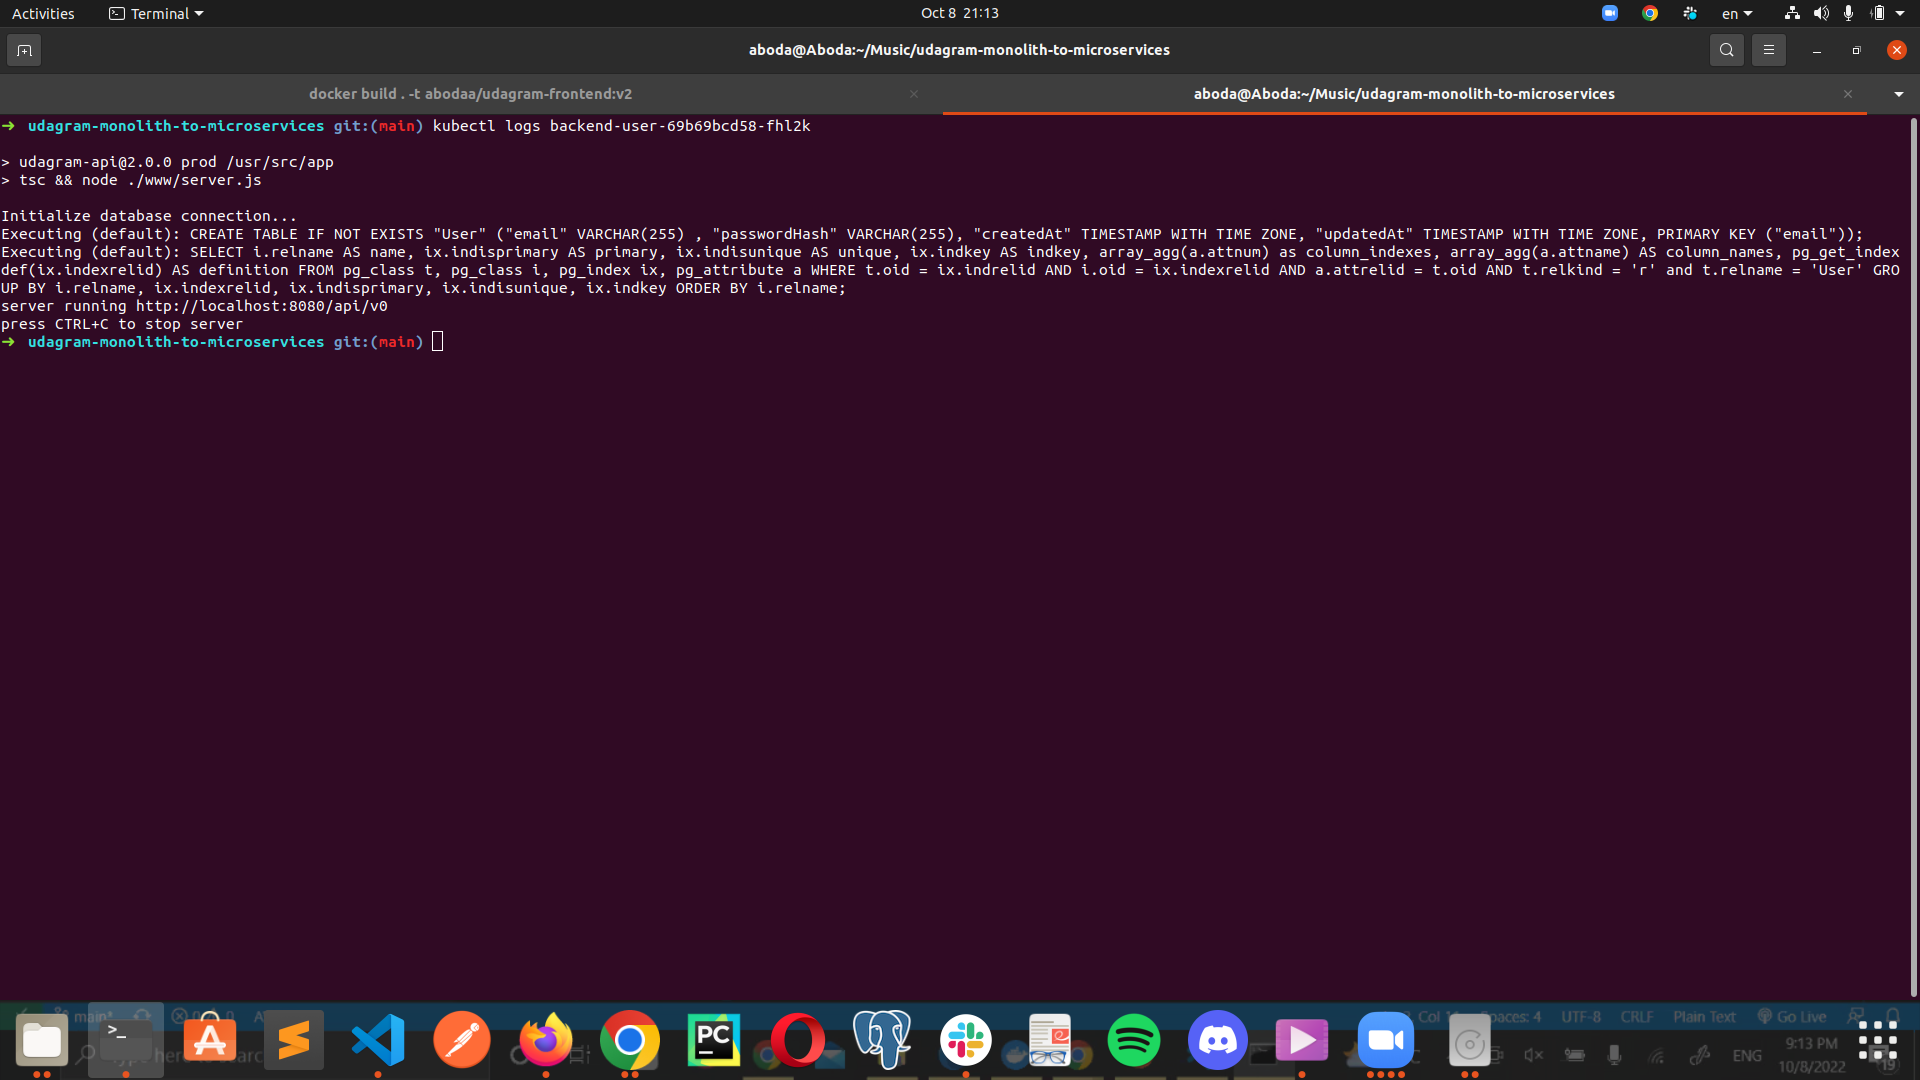 Activities
Terminal
Oct 8 21:13
en
aboda@Aboda:~/Music/udagram-monolith-to-microservices
docker build . -t abodaa/udagram-frontend:v2
aboda@Aboda:~/Music/udagram-monolith-to-microservices
➜ udagram-monolith-to-microservices git:(main) kubectl logs backend-user-69b69bcd58-fhl2k
> udagram-api@2.0.0 prod /usr/src/app
> tsc && node ./www/server.js
Initialize database connection...
Executing (default): CREATE TABLE IF NOT EXISTS "User" ("email" VARCHAR(255) , "passwordHash" VARCHAR(255), "createdAt" TIMESTAMP WITH TIME ZONE, "updatedAt" TIMESTAMP WITH TIME ZONE, PRIMARY KEY ("email"));
Executing (default): SELECT i.relname AS name, ix.indisprimary AS primary, ix.indisunique AS unique, ix.indkey AS indkey, array_agg(a.attnum) as column_indexes, array_agg(a.attname) AS column_names, pg_get_index
def(ix.indexrelid) AS definition FROM pg_class t, pg_class i, pg_index ix, pg_attribute a WHERE t.oid = ix.indrelid AND i.oid = ix.indexrelid AND a.attrelid = t.oid AND t.relkind = 'r' and t.relname = 'User' GRO
UP BY i.relname, ix.indexrelid, ix.indisprimary, ix.indisunique, ix.indkey ORDER BY i.relname;
server running http://localhost:8080/api/v0
press CTRL+C to stop server
➜ udagram-monolith-to-microservices git:(main)
main Spaces: 4 UTF-8 CRLF Plain Text Go Live
PC
ENG
9:13 PM
10/8/2022
19